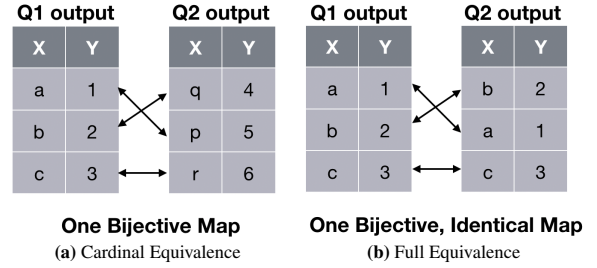 Q1 output Q2 output Q1 output Q2 output
X Y X Y X Y X Y
a 1 q 4 a 1 b 2
b 2 p 5 b 2 a 1
c 3 r 6 c 3 c 3
One Bijective Map One Bijective, Identical Map
(a) Cardinal Equivalence (b) Full Equivalence